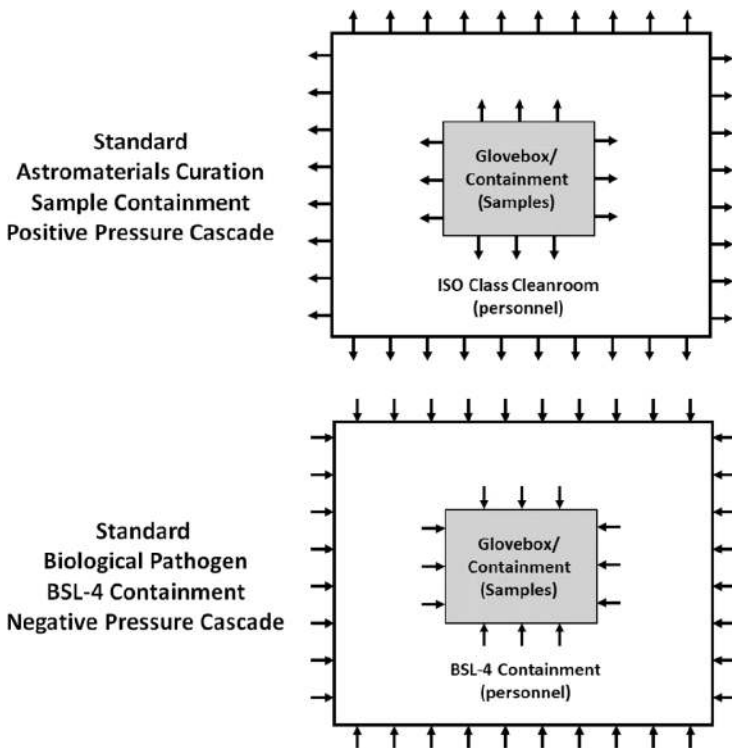 Standard
Astromaterials Curation
Sample Containment
Positive Pressure Cascade
Glovebox/
Containment
(Samples)
ISO Class Cleanroom
(personnel)
Standard
Biological Pathogen
BSL-4 Containment
Negative Pressure Cascade
Glovebox/
Containment
(Samples)
BSL-4 Containment
(personnel)